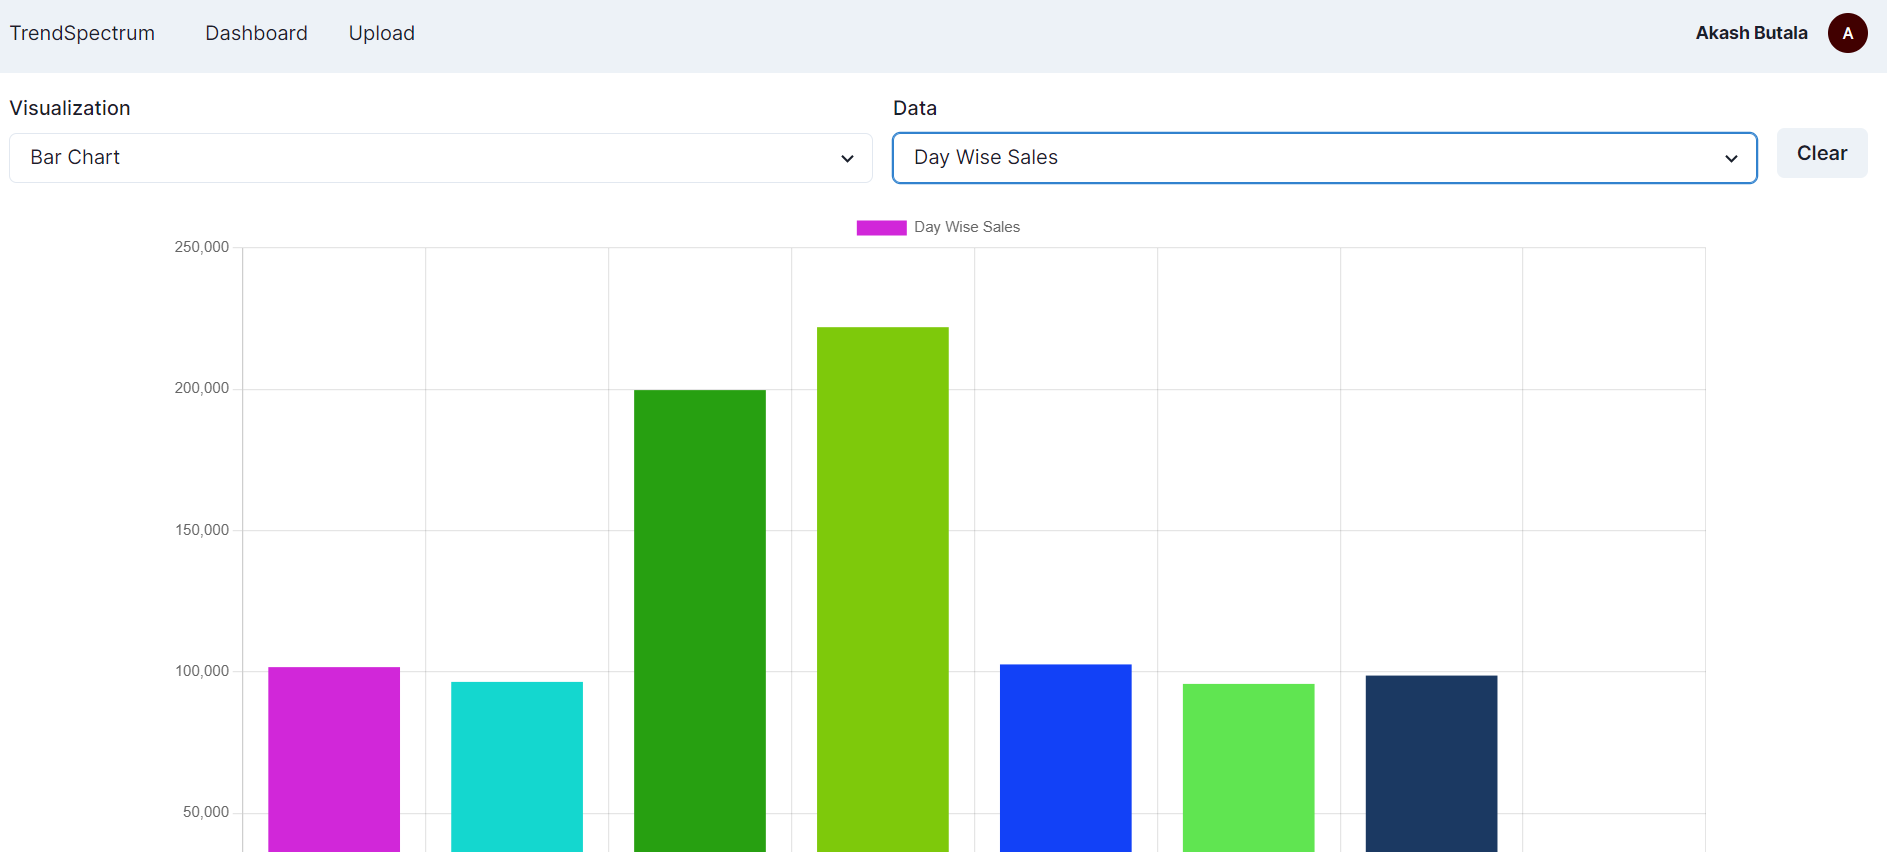 TrendSpectrum Dashboard Upload Akash Butala A
Visualization Data
Bar Chart Day Wise Sales Clear
Day Wise Sales
250,000
200,000
150,000
100,000
50,000